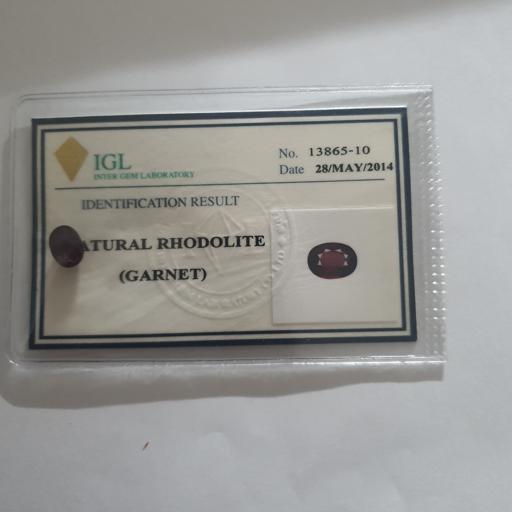 IGL
INTER GEM LABORATORY
No. 13865-10
Date 28/MAY/2014
IDENTIFICATION RESULT
ATURAL RHODOLITE
(GARNET)